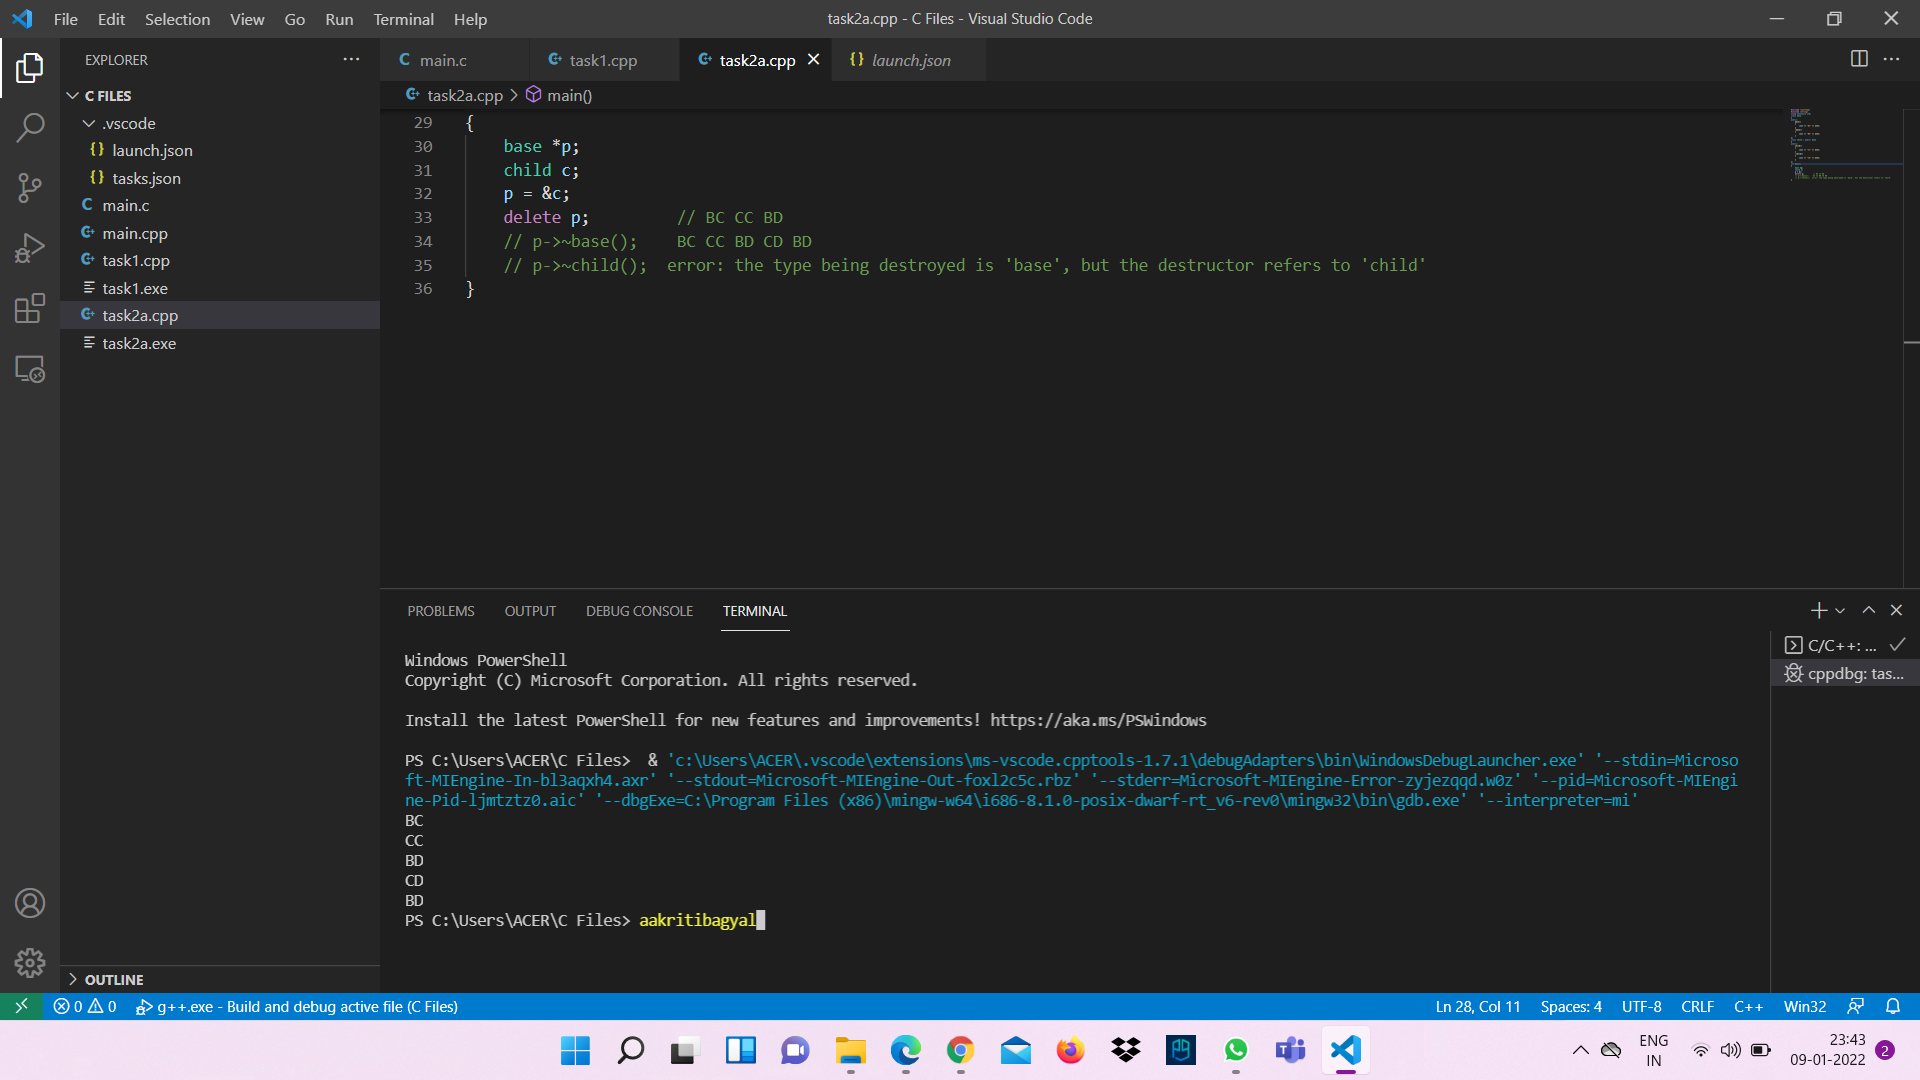 File Edit Selection View Go Run Terminal Help
task2a.cpp - C Files - Visual Studio Code
EXPLORER
C FILES
.vscode
launch.json
tasks.json
main.c
main.cpp
task1.cpp
task1.exe
task2a.cpp
task2a.exe
OUTLINE
main.c task1.cpp task2a.cpp launch.json
task2a.cpp > main()
29 {
30 base *p;
31 child c;
32 p = &c;
33 delete p; // BC CC BD
34 // p->~base(); BC CC BD CD BD
35 // p->~child(); error: the type being destroyed is 'base', but the destructor refers to 'child'
36 }
PROBLEMS OUTPUT DEBUG CONSOLE TERMINAL
Windows PowerShell
Copyright (C) Microsoft Corporation. All rights reserved.
Install the latest PowerShell for new features and improvements! https://aka.ms/PSWindows
PS C:\Users\ACER\C Files> & 'c:\Users\ACER\.vscode\extensions\ms-vscode.cpptools-1.7.1\debugAdapters\bin\WindowsDebugLauncher.exe' '--stdin=Microso
ft-MIEngine-In-bl3aqxh4.axr' '--stdout=Microsoft-MIEngine-Out-foxl2c5c.rbz' '--stderr=Microsoft-MIEngine-Error-zyjezqqd.w0z' '--pid=Microsoft-MIEngi
ne-Pid-ljmtztz0.aic' '--dbgExe=C:\Program Files (x86)\mingw-w64\i686-8.1.0-posix-dwarf-rt_v6-rev0\mingw32\bin\gdb.exe' '--interpreter=mi'
BC
CC
BD
CD
BD
PS C:\Users\ACER\C Files> aakritibagyal
C/C++: ...
cppdbg: tas...
0 0 g++.exe - Build and debug active file (C Files)
Ln 28, Col 11 Spaces: 4 UTF-8 CRLF C++ Win32
ENG
IN
23:43
09-01-2022
2